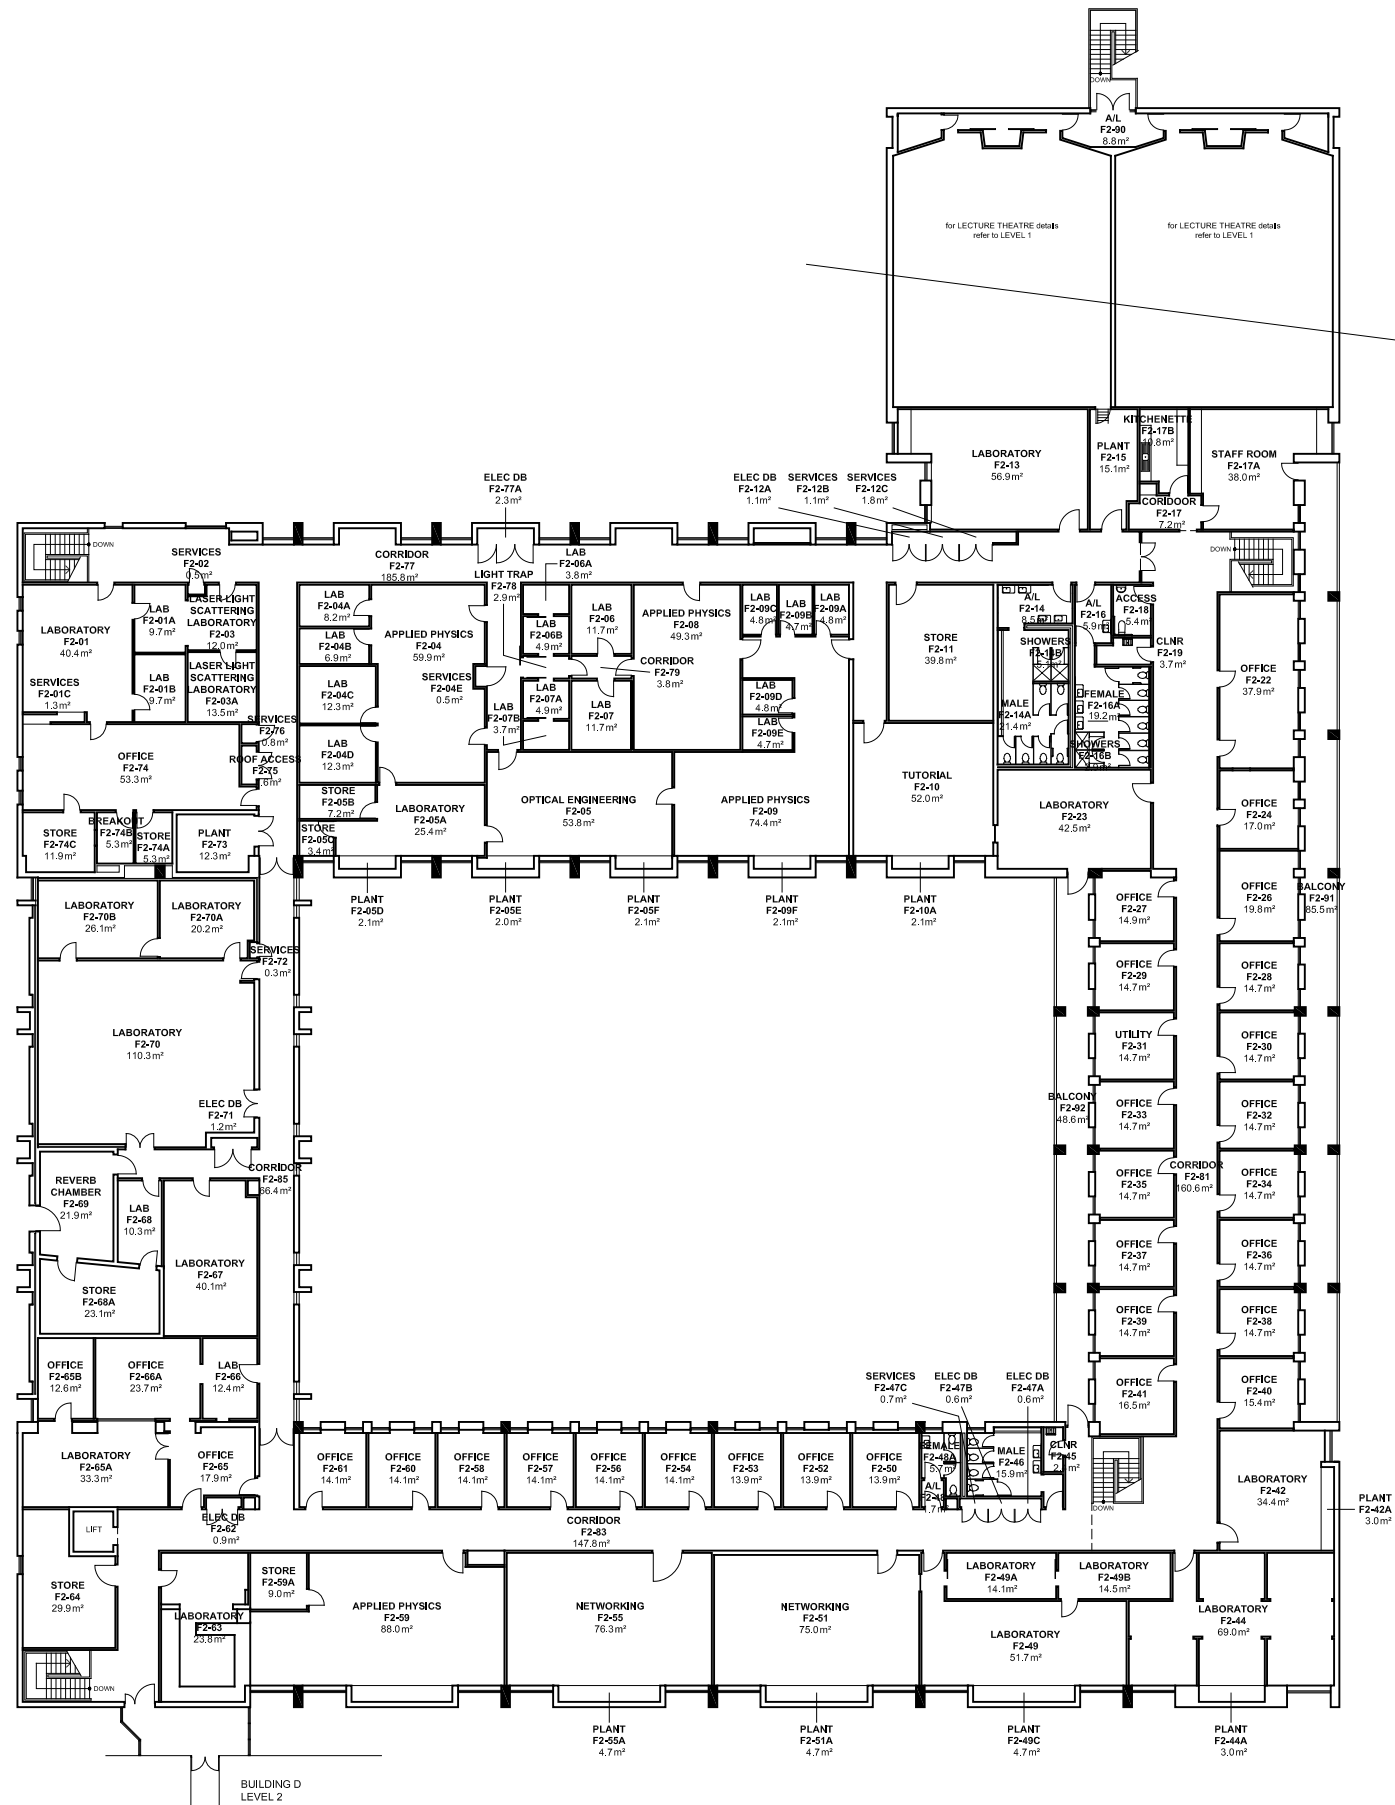 DOWN
A/L
F2-90
8.8m²
for LECTURE THEATRE details
refer to LEVEL 1
for LECTURE THEATRE details
refer to LEVEL 1
KITCHENETTE
F2-17B
LABORATORY
F2-13
56.9m²
PLANT
F2-15
15.1m²
STAFF ROOM
F2-17A
38.0m²
CORIDOOR
F2-17
7.2m²
ELEC DB
F2-77A
2.3m²
ELEC DB
F2-12A
1.1m²
SERVICES
F2-12B
1.1m²
SERVICES
F2-12C
1.8m²
DOWN
SERVICES
F2-02
0.5m²
CORRIDOR
F2-77
185.8m²
LIGHT TRAP
F2-78
2.9m²
LAB
F2-06A
3.8m²
DOWN
LABORATORY
F2-01
40.4m²
LAB
F2-01A
9.7m²
LASER LIGHT
SCATTERING
LABORATORY
F2-03
12.0m²
LAB
F2-04A
8.2m²
LAB
F2-04B
6.9m²
APPLIED PHYSICS
F2-04
59.9m²
LAB
F2-06B
4.9m²
LAB
F2-06
11.7m²
APPLIED PHYSICS
F2-08
49.3m²
LAB
F2-09C
4.8m²
LAB
F2-09B
4.7m²
LAB
F2-09A
4.8m²
STORE
F2-11
39.8m²
A/L
F2-14
8.5m²
A/L
F2-16
5.9m²
ACCESS
F2-18
5.4m²
SHOWERS
F2-14B
CLNR
F2-19
3.7m²
OFFICE
F2-22
37.9m²
SERVICES
F2-01C
1.3m²
LAB
F2-01B
9.7m²
LASER LIGHT
SCATTERING
LABORATORY
F2-03A
13.5m²
LAB
F2-04C
12.3m²
SERVICES
F2-04E
0.5m²
CORRIDOR
F2-79
3.8m²
LAB
F2-07A
4.9m²
LAB
F2-07
11.7m²
LAB
F2-07B
3.7m²
LAB
F2-09D
4.8m²
LAB
F2-09E
4.7m²
MALE
F2-14A
21.4m²
FEMALE
F2-16A
19.2m²
SHOWERS
F2-16B
SERVICES
F2-76
0.8m²
ROOF ACCESS
F2-75
OFFICE
F2-74
53.3m²
LAB
F2-04D
12.3m²
STORE
F2-05B
7.2m²
LABORATORY
F2-05A
25.4m²
OPTICAL ENGINEERING
F2-05
53.8m²
APPLIED PHYSICS
F2-09
74.4m²
TUTORIAL
F2-10
52.0m²
LABORATORY
F2-23
42.5m²
OFFICE
F2-24
17.0m²
STORE
F2-74C
11.9m²
BREAKOUT
F2-74B
5.3m²
STORE
F2-74A
5.3m²
PLANT
F2-73
12.3m²
STORE
F2-05C
3.4m²
PLANT
F2-05D
2.1m²
PLANT
F2-05E
2.0m²
PLANT
F2-05F
2.1m²
PLANT
F2-09F
2.1m²
PLANT
F2-10A
2.1m²
OFFICE
F2-27
14.9m²
OFFICE
F2-26
19.8m²
BALCONY
F2-91
85.5m²
LABORATORY
F2-70B
26.1m²
LABORATORY
F2-70A
20.2m²
SERVICES
F2-72
0.3m²
OFFICE
F2-29
14.7m²
OFFICE
F2-28
14.7m²
LABORATORY
F2-70
110.3m²
UTILITY
F2-31
14.7m²
OFFICE
F2-30
14.7m²
ELEC DB
F2-71
1.2m²
BALCONY
F2-92
48.6m²
OFFICE
F2-33
14.7m²
OFFICE
F2-32
14.7m²
REVERB
CHAMBER
F2-69
21.9m²
CORRIDOR
F2-85
66.4m²
OFFICE
F2-35
14.7m²
CORRIDOR
F2-81
160.6m²
OFFICE
F2-34
14.7m²
LAB
F2-68
10.3m²
LABORATORY
F2-67
40.1m²
OFFICE
F2-37
14.7m²
OFFICE
F2-36
14.7m²
STORE
F2-68A
23.1m²
OFFICE
F2-39
14.7m²
OFFICE
F2-38
14.7m²
OFFICE
F2-65B
12.6m²
OFFICE
F2-66A
23.7m²
LAB
F2-66
12.4m²
SERVICES
F2-47C
0.7m²
ELEC DB
F2-47B
0.6m²
ELEC DB
F2-47A
0.6m²
OFFICE
F2-41
16.5m²
OFFICE
F2-40
15.4m²
LABORATORY
F2-65A
33.3m²
OFFICE
F2-65
17.9m²
OFFICE
F2-61
14.1m²
OFFICE
F2-60
14.1m²
OFFICE
F2-58
14.1m²
OFFICE
F2-57
14.1m²
OFFICE
F2-56
14.1m²
OFFICE
F2-54
14.1m²
OFFICE
F2-53
13.9m²
OFFICE
F2-52
13.9m²
OFFICE
F2-50
13.9m²
FEMALE
F2-48A
5.7m²
A/L
F2-48
1.7m²
MALE
F2-46
15.9m²
CLNR
F2-45
DOWN
LABORATORY
F2-42
34.4m²
PLANT
F2-42A
3.0m²
LIFT
ELEC DB
F2-62
0.9m²
CORRIDOR
F2-83
147.8m²
STORE
F2-64
29.9m²
STORE
F2-59A
9.0m²
LABORATORY
F2-63
23.8m²
APPLIED PHYSICS
F2-59
88.0m²
NETWORKING
F2-55
76.3m²
NETWORKING
F2-51
75.0m²
LABORATORY
F2-49A
14.1m²
LABORATORY
F2-49B
14.5m²
LABORATORY
F2-49
51.7m²
LABORATORY
F2-44
69.0m²
DOWN
PLANT
F2-55A
4.7m²
PLANT
F2-51A
4.7m²
PLANT
F2-49C
4.7m²
PLANT
F2-44A
3.0m²
BUILDING D
LEVEL 2